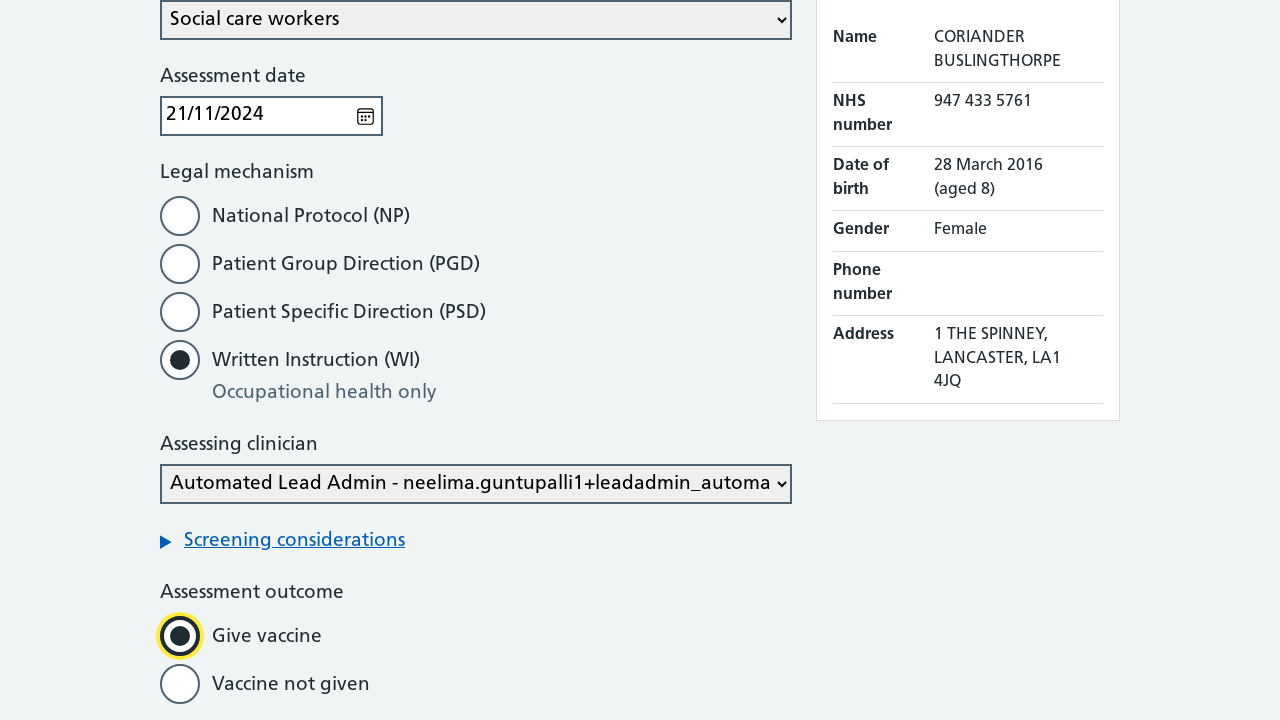 Social care workers
Assessment date
21/11/2024
Legal mechanism
National Protocol (NP)
Patient Group Direction (PGD)
Patient Specific Direction (PSD)
Written Instruction (WI)
Occupational health only
Assessing clinician
Automated Lead Admin - neelima.guntupalli1+leadadmin_automa
Screening considerations
Assessment outcome
Give vaccine
Vaccine not given
Name CORIANDER
BUSLINGTHORPE
NHS 947 433 5761
number
Date of 28 March 2016
birth (aged 8)
Gender Female
Phone
number
Address 1 THE SPINNEY,
LANCASTER, LA1
4JQ